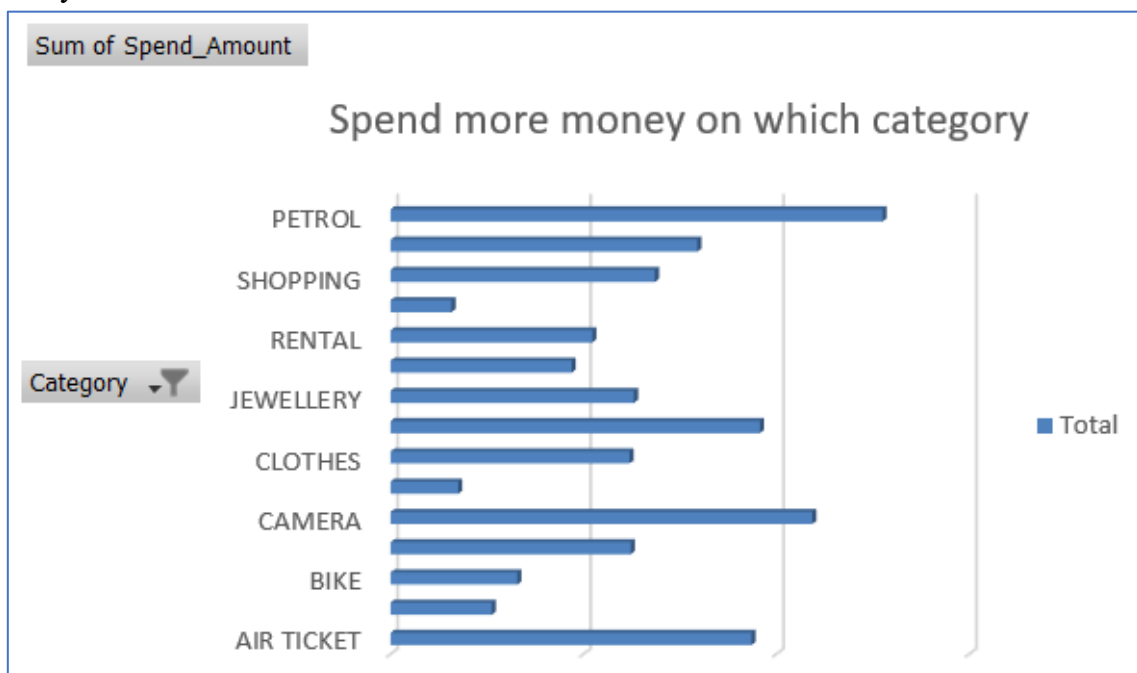 Sum of Spend_Amount
Spend more money on which category
PETROL
SHOPPING
RENTAL
Category
JEWELLERY
Total
CLOTHES
CAMERA
BIKE
AIR TICKET